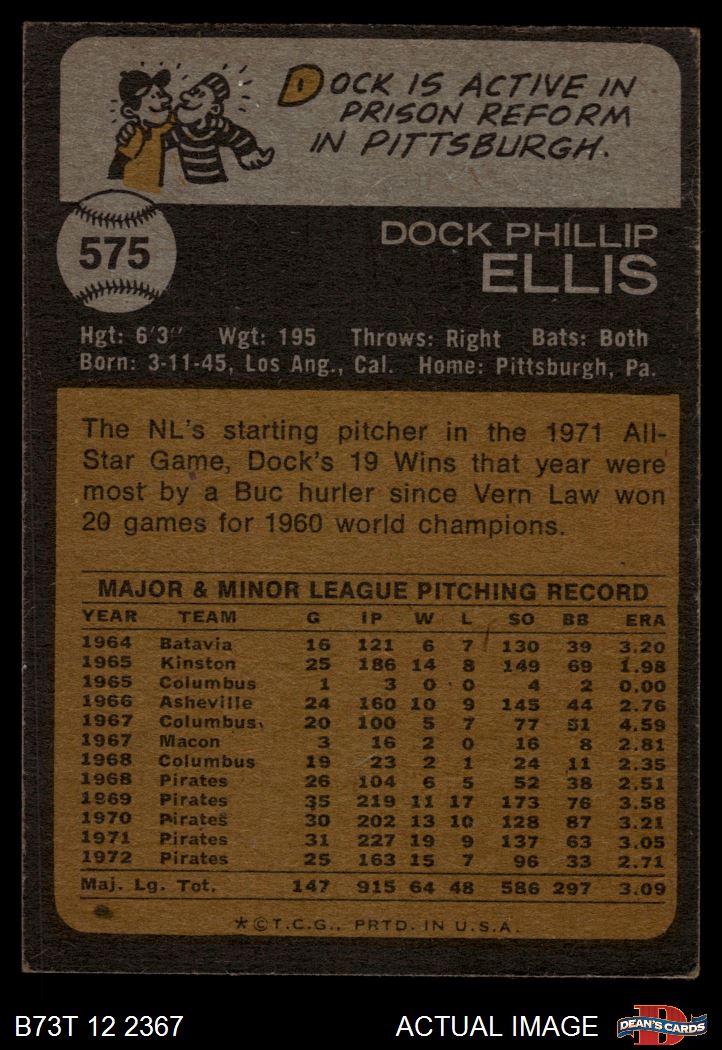 DOCK IS ACTIVE IN
PRISON REFORM
IN PITTSBURGH.
575
DOCK PHILLIP
ELLIS
Hgt: 6'3" Wgt: 195 Throws: Right Bats: Both
Born: 3-11-45, Los Ang., Cal. Home: Pittsburgh, Pa.
The NL's starting pitcher in the 1971 All-
Star Game, Dock's 19 Wins that year were
most by a Buc hurler since Vern Law won
20 games for 1960 world champions.
MAJOR & MINOR LEAGUE PITCHING RECORD
YEAR TEAM G IP W L SO BB ERA
1964 Batavia 16 121 6 7 130 39 3.20
1965 Kinston 25 186 14 8 149 69 1.98
1965 Columbus 1 3 0 0 4 2 0.00
1966 Asheville 24 160 10 9 145 44 2.76
1967 Columbus 20 100 5 7 77 51 4.59
1967 Macon 3 16 2 0 16 8 2.81
1968 Columbus 19 23 2 1 24 11 2.35
1968 Pirates 26 104 6 5 52 38 2.51
1969 Pirates 35 219 11 17 173 76 3.58
1970 Pirates 30 202 13 10 128 87 3.21
1971 Pirates 31 227 19 9 137 63 3.05
1972 Pirates 25 163 15 7 96 33 2.71
Maj. Lg. Tot. 147 915 64 48 586 297 3.09
*©T.C.G., PRTD. IN U.S.A.
B73T 12 2367 ACTUAL IMAGE D DEAN'S CARDS